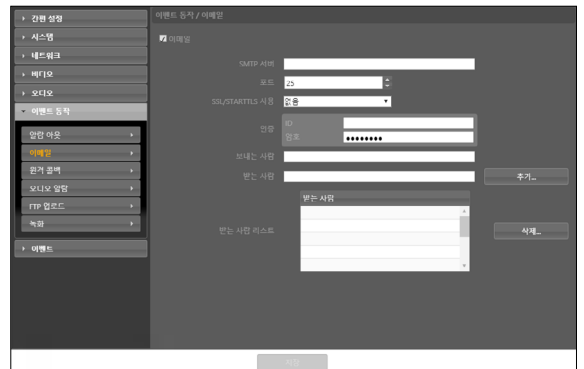 간편 설정
시스템
네트워크
비디오
오디오
이벤트 동작
알람 아웃
이메일
원격 콜백
오디오 알람
FTP 업로드
녹화
이벤트
이벤트 동작 / 이메일
이메일
SMTP 서버
포트 25
SSL/STARTTLS 사용 없음
인증
ID
암호 ●●●●●●●●
보내는 사람
받는 사람 추가...
받는 사람 리스트
받는 사람
삭제...
저장